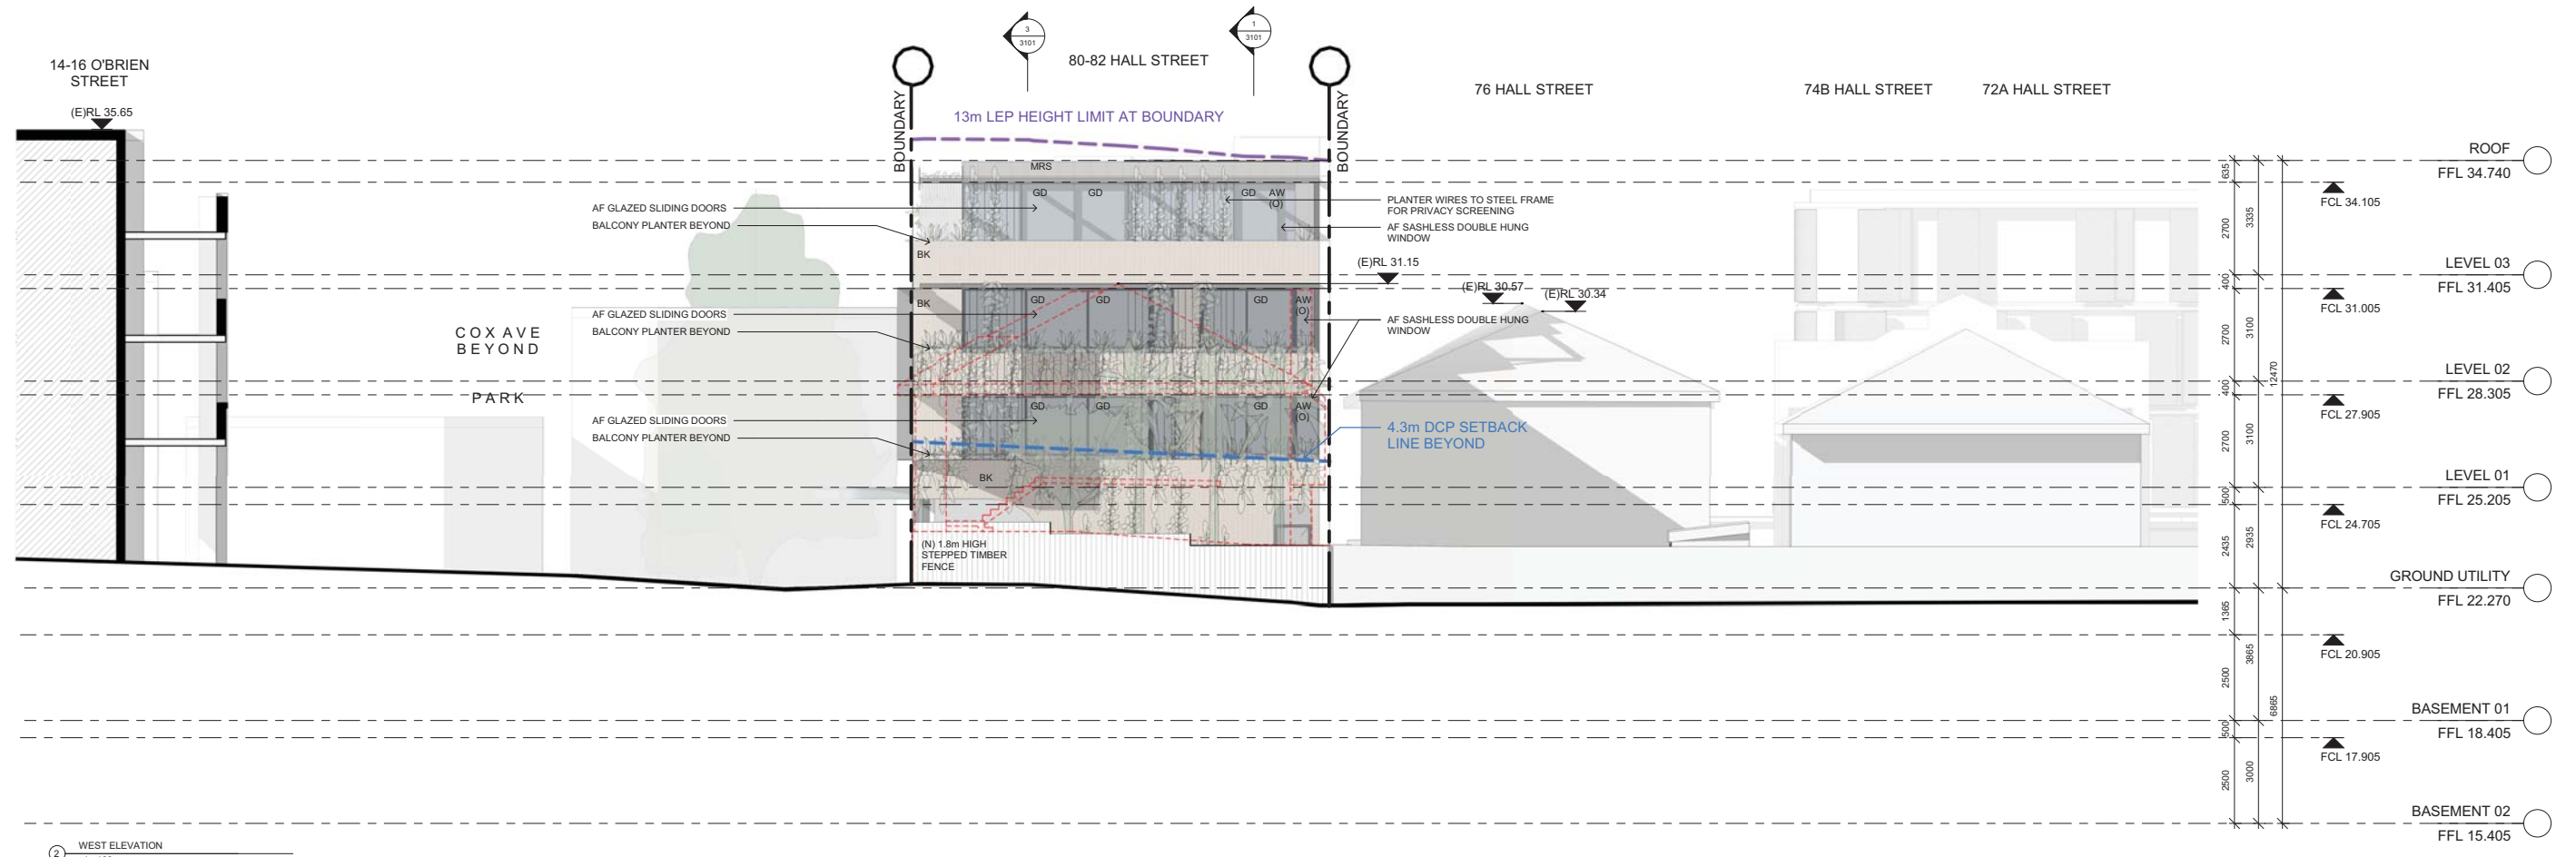 14-16 O'BRIEN
STREET
(E)RL 35.65
3
3101
1
3101
80-82 HALL STREET
76 HALL STREET
74B HALL STREET
72A HALL STREET
BOUNDARY
BOUNDARY
13m LEP HEIGHT LIMIT AT BOUNDARY
MRS
GD
GD
GD
AW
(O)
AF GLAZED SLIDING DOORS
BALCONY PLANTER BEYOND
BK
PLANTER WIRES TO STEEL FRAME
FOR PRIVACY SCREENING
AF SASHLESS DOUBLE HUNG
WINDOW
(E)RL 31.15
(E)RL 30.57
(E)RL 30.34
BK
GD
GD
GD
AW
(O)
AF GLAZED SLIDING DOORS
BALCONY PLANTER BEYOND
AF SASHLESS DOUBLE HUNG
WINDOW
COX AVE
BEYOND
PARK
GD
GD
GD
AW
(O)
AF GLAZED SLIDING DOORS
BALCONY PLANTER BEYOND
4.3m DCP SETBACK
LINE BEYOND
BK
(N) 1.8m HIGH
STEPPED TIMBER
FENCE
6335
2700
400
2700
400
2700
500
2435
1365
2500
500
2500
3335
3100
3100
2935
3865
3000
12470
6865
ROOF
FFL 34.740
FCL 34.105
LEVEL 03
FFL 31.405
FCL 31.005
LEVEL 02
FFL 28.305
FCL 27.905
LEVEL 01
FFL 25.205
FCL 24.705
GROUND UTILITY
FFL 22.270
FCL 20.905
BASEMENT 01
FFL 18.405
FCL 17.905
BASEMENT 02
FFL 15.405
2
WEST ELEVATION